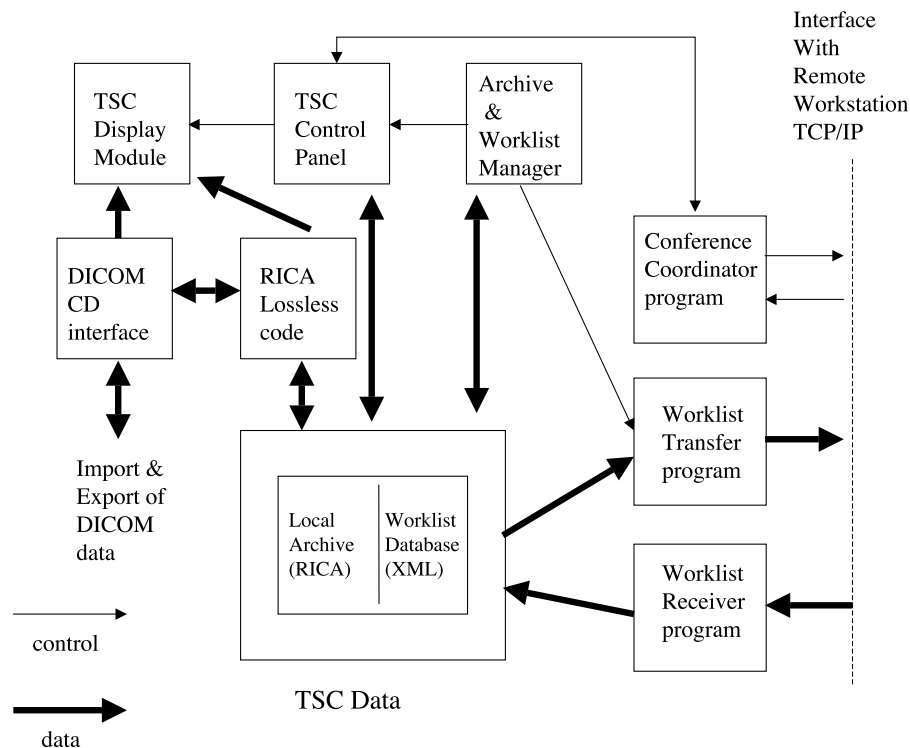 Interface
With
Remote
Workstation
TCP/IP
TSC
Display
Module
TSC
Control
Panel
Archive
&
Worklist
Manager
Conference
Coordinator
program
DICOM
CD
interface
RICA
Lossless
code
Worklist
Transfer
program
Import &
Export of
DICOM
data
Local
Archive
(RICA)
Worklist
Database
(XML)
Worklist
Receiver
program
control
TSC Data
data